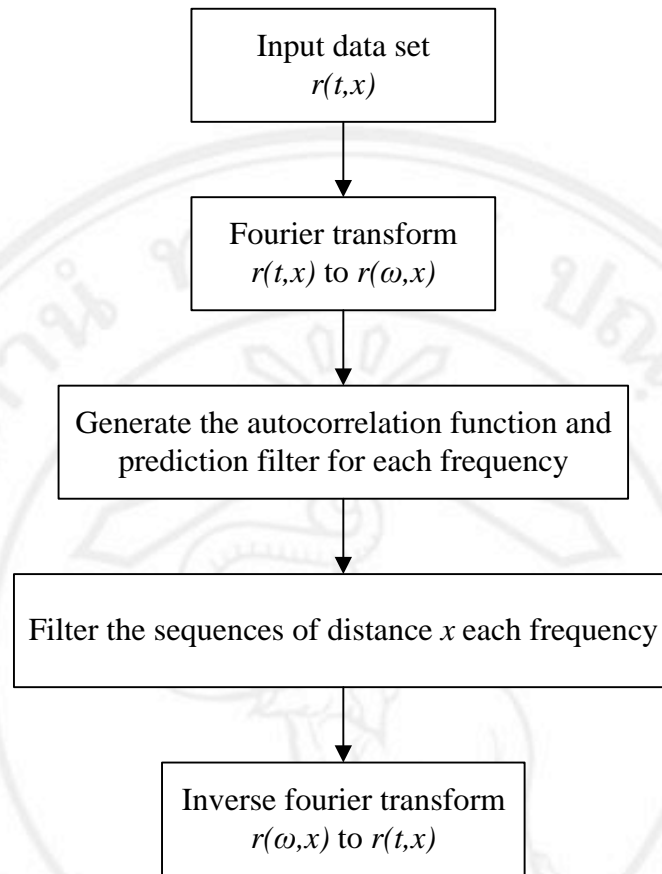 Input data set
r(t,x)
Fourier transform
r(t,x) to r(ω,x)
Generate the autocorrelation function and
prediction filter for each frequency
Filter the sequences of distance x each frequency
Inverse fourier transform
r(ω,x) to r(t,x)